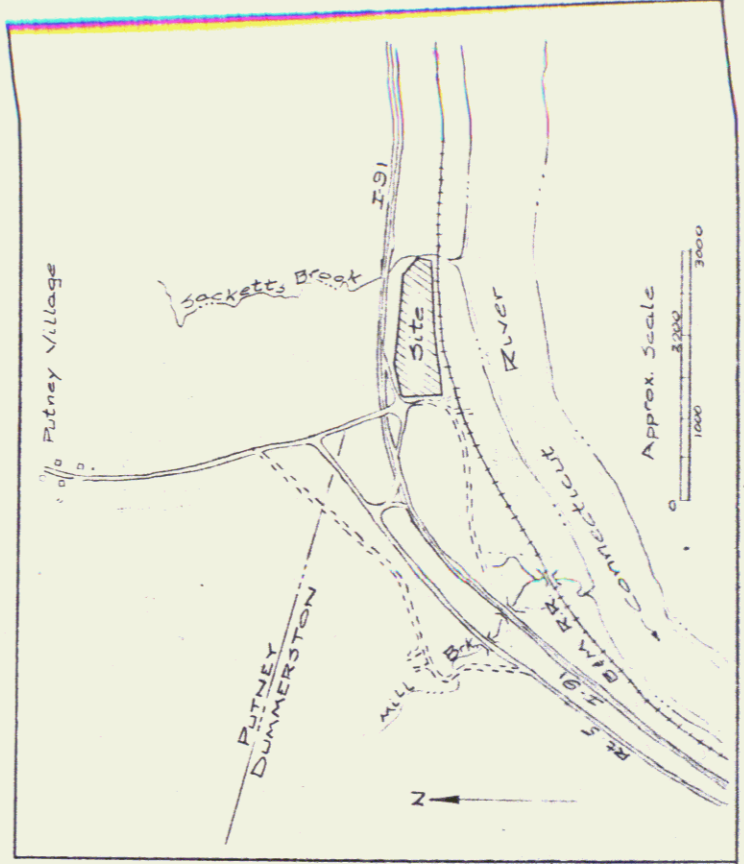 Putney Village
Sacketts Brook
I-91
Site
River
Connecticut
PUTNEY
DUMMERSTON
Mill
Brk
B&M RR
I-91
Rt 5
N
Approx. Scale
0
1000
3200
3000